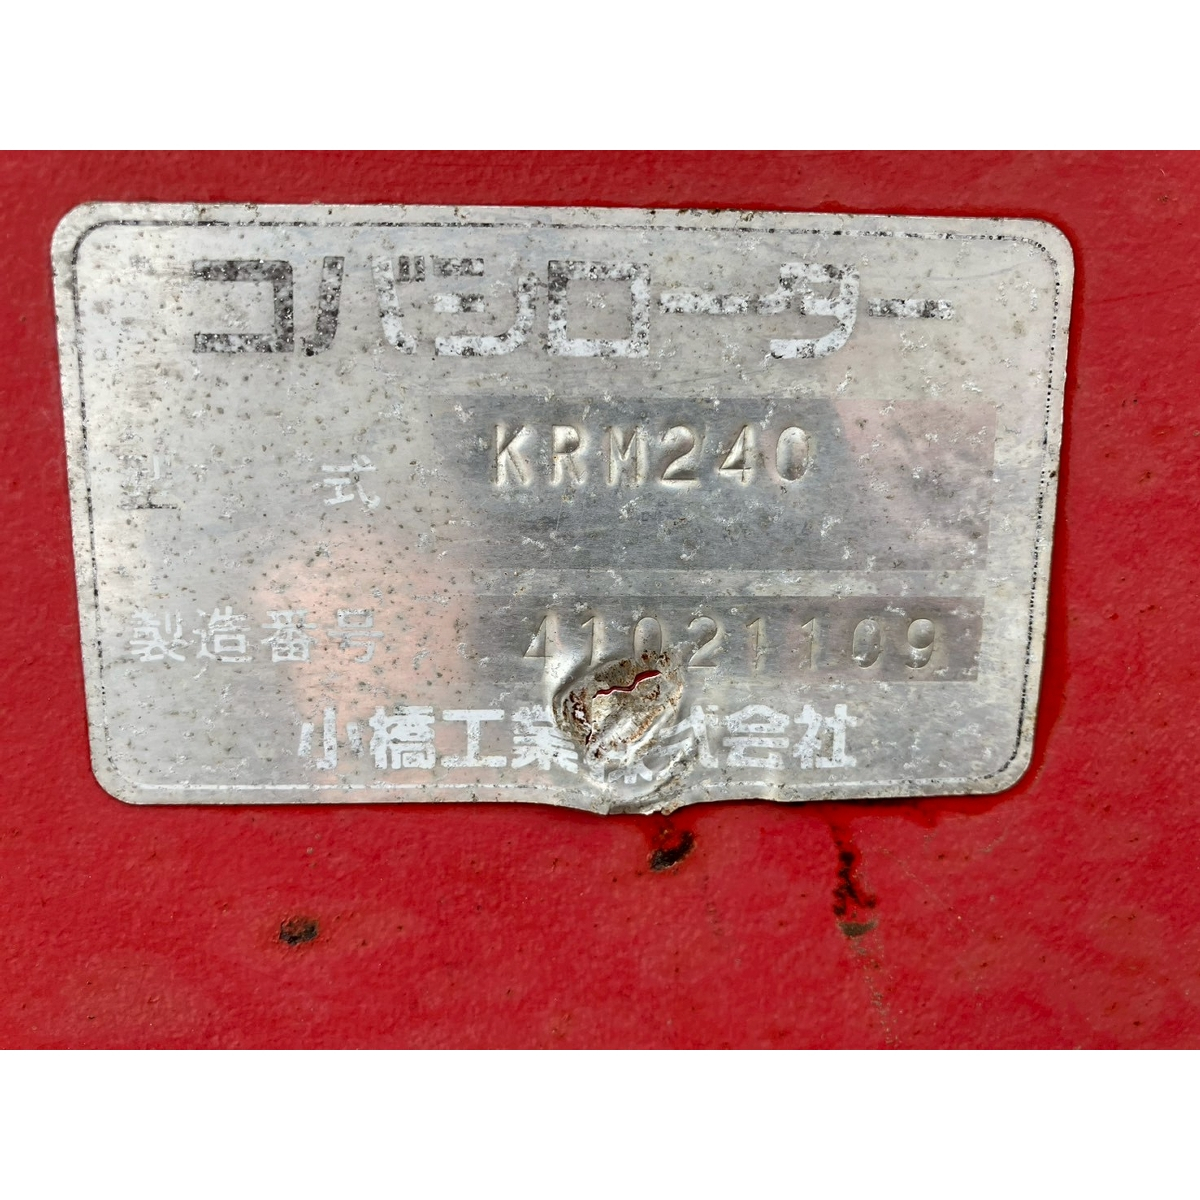 コバシローター
型 式 KRM240
製造番号 41021109
小橋工業株式会社